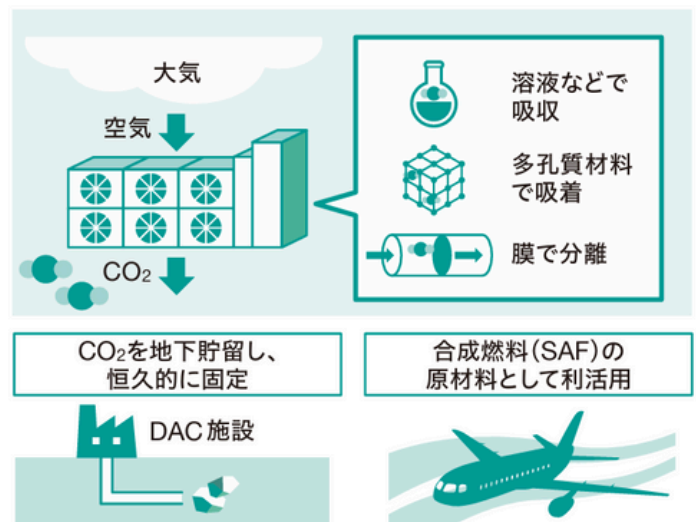 大気
空気
CO₂
溶液などで
吸収
多孔質材料
で吸着
膜で分離
CO₂を地下貯留し、
恒久的に固定
DAC施設
合成燃料（SAF）の
原材料として利活用